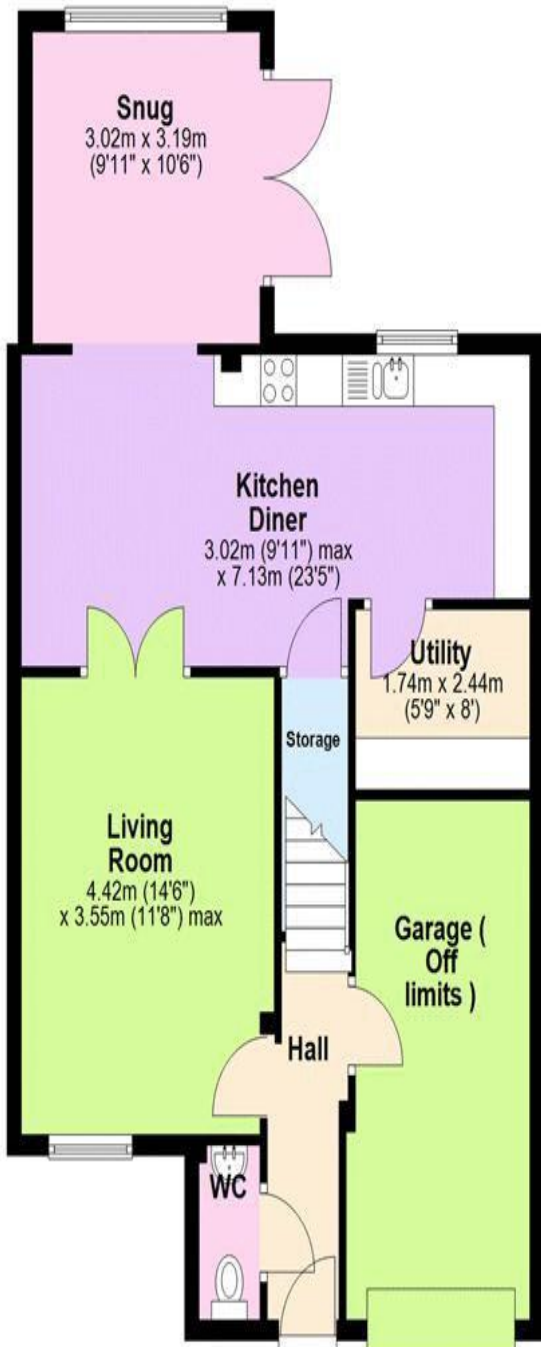 Snug
3.02m x 3.19m
(9'11" x 10'6")
Kitchen
Diner
3.02m (9'11") max
x 7.13m (23'5")
Utility
1.74m x 2.44m
(5'9" x 8')
Storage
Living
Room
4.42m (14'6")
x 3.55m (11'8") max
Garage (
Off
limits )
Hall
WC